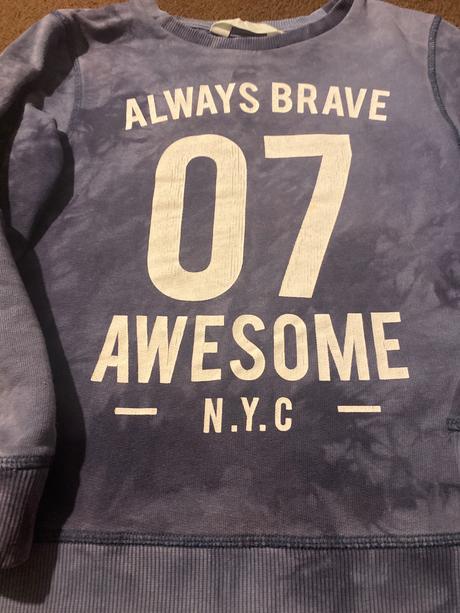 ALWAYS BRAVE
07
AWESOME
— N.Y.C —